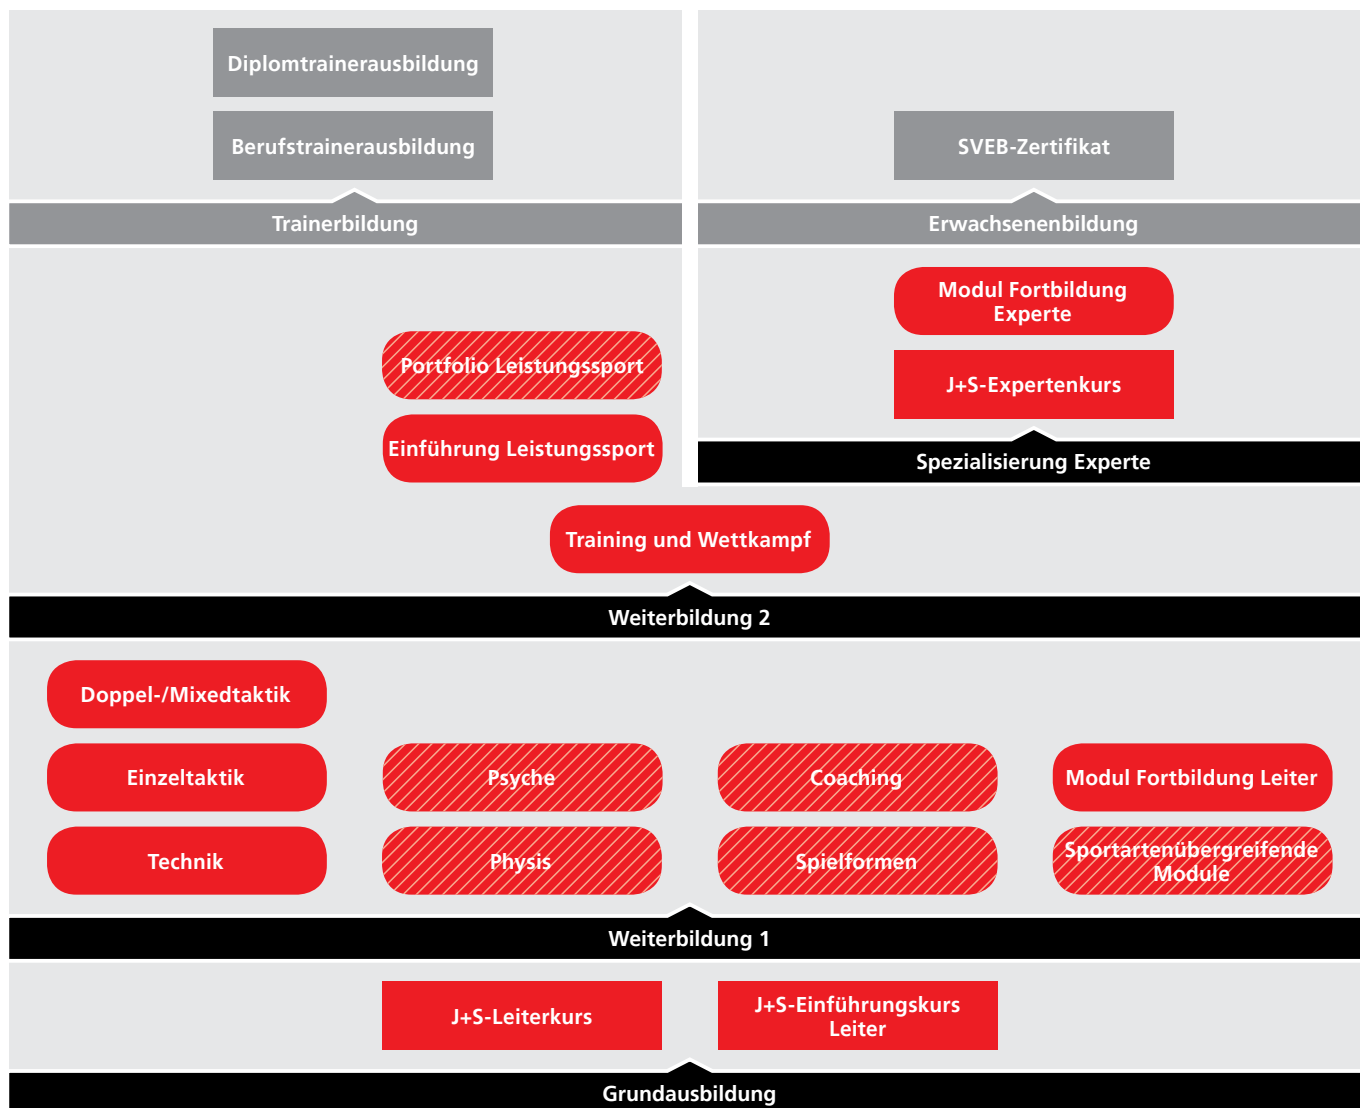 Diplomtrainerausbildung
Berufstrainerausbildung
SVEB-Zertifikat
Trainerbildung
Erwachsenenbildung
Modul Fortbildung
Experte
Portfolio Leistungssport
J+S-Expertenkurs
Einführung Leistungssport
Spezialisierung Experte
Training und Wettkampf
Weiterbildung 2
Doppel-/Mixedtaktik
Einzeltaktik
Psyche
Coaching
Modul Fortbildung Leiter
Technik
Physis
Spielformen
Sportartenübergreifende
Module
Weiterbildung 1
J+S-Leiterkurs
J+S-Einführungskurs
Leiter
Grundausbildung